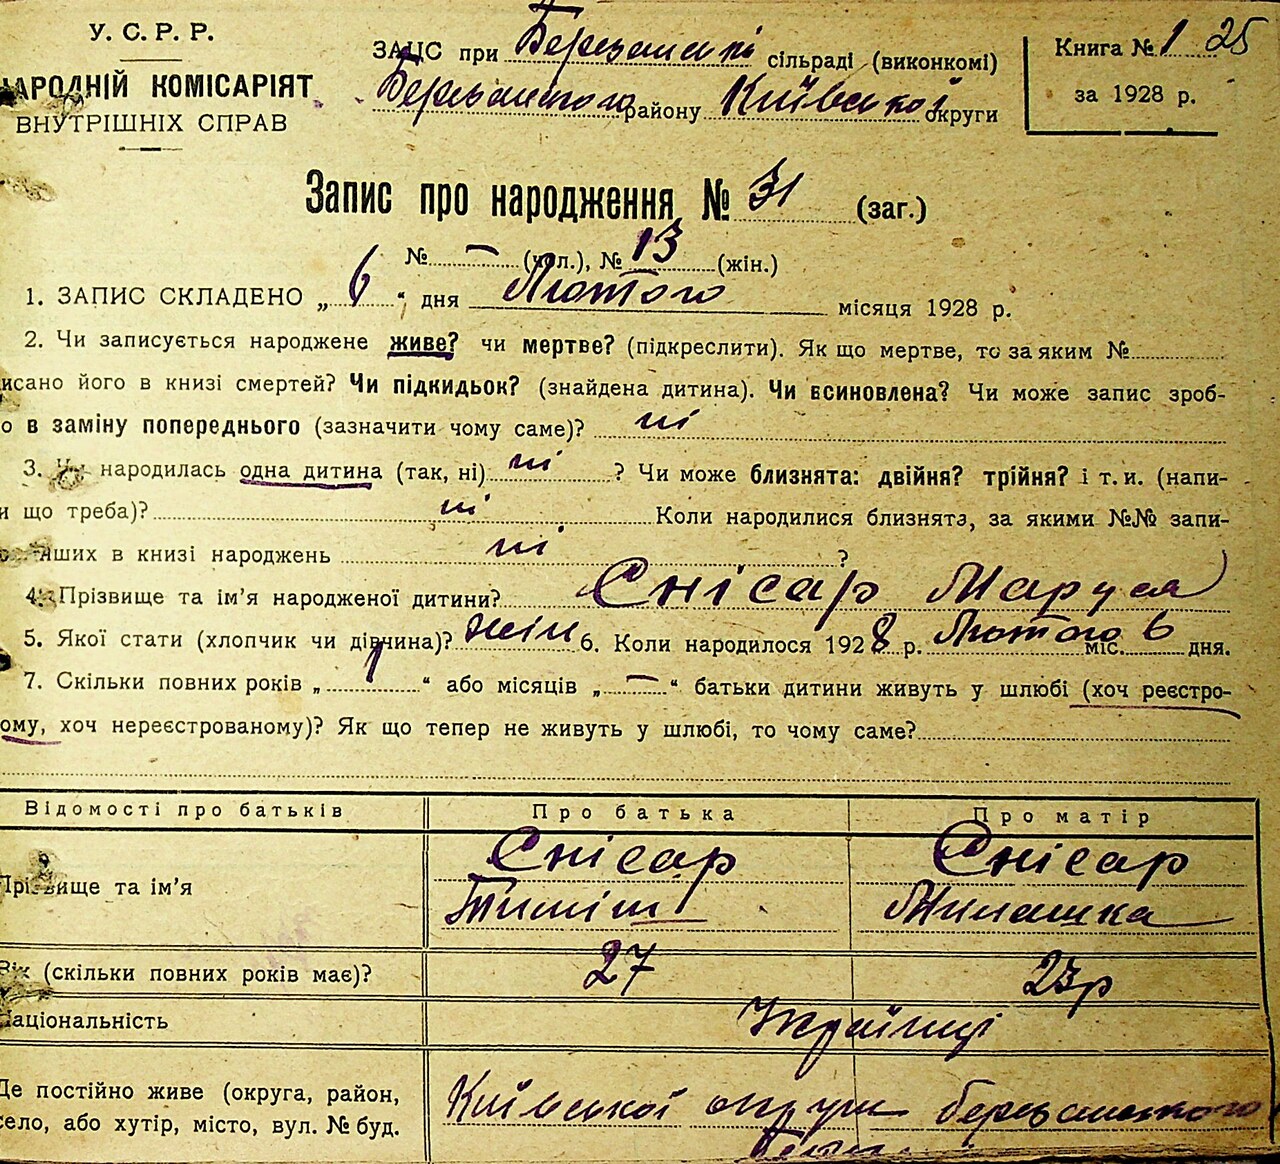 У. С. Р. Р.
НАРОДНІЙ КОМІСАРІЯТ
ВНУТРІШНІХ СПРАВ
ЗАЦС при сільраді (виконкомі)
району Київської округи
Книга № 1 25
за 1928 р.
Запис про народження № 31 (заг.)
№ — (чол.), № 13 (жін.)
1. ЗАПИС СКЛАДЕНО „ 6 “ дня Лютого місяця 1928 р.
2. Чи записується народжене живе? чи мертве? (підкреслити). Як що мертве, то за яким №
исано його в книзі смертей? Чи підкидьок? (знайдена дитина). Чи всиновлена? Чи може запис зроб-
о в заміну попереднього (зазначити чому саме)? ні
3. Чи народилась одна дитина (так, ні) ні ? Чи може близнята: двійня? трійня? і т. и. (напи-
и що треба)? ні Коли народилися близнята, за якими №№ запи-
інших в книзі народжень ні ?
4. Прізвище та ім’я народженої дитини? Снісар Маруся
5. Якої стати (хлопчик чи дівчина)? жін 6. Коли народилося 1928 р. Лютого міс. 6 дня.
7. Скільки повних років „ 1 “ або місяців „ — “ батьки дитини живуть у шлюбі (хоч реєстро-
ому, хоч нереєстрованому)? Як що тепер не живуть у шлюбі, то чому саме?
Відомості про батьків Про батька Про матір
Прізвище та ім’я Снісар Снісар
Тиміш Милашка
Вік (скільки повних років має)? 27 23р
Національність Українці
Де постійно живе (округа, район,
село, або хутір, місто, вул. № буд.
Київської округи